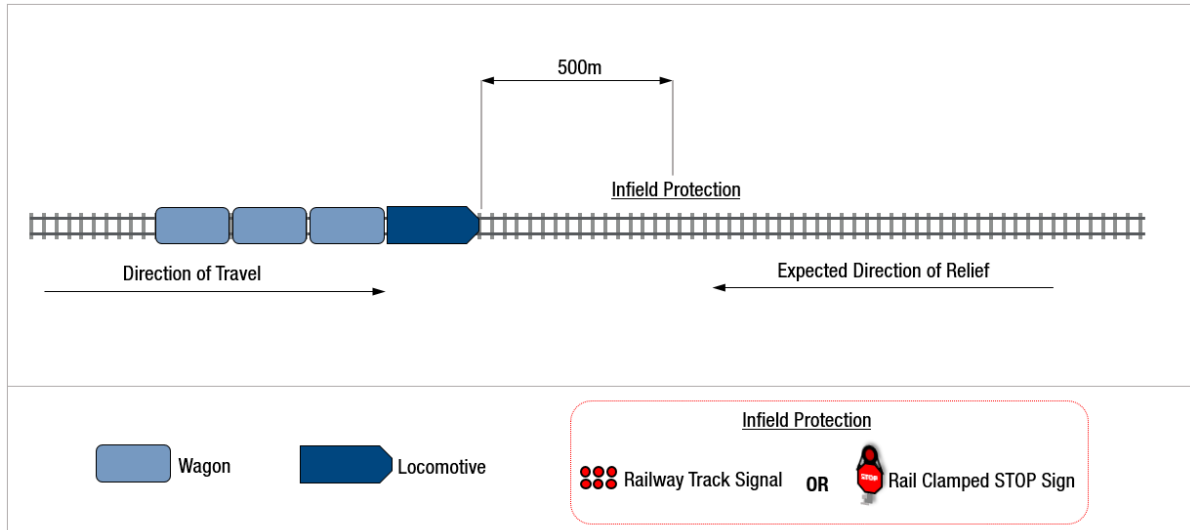 500m
Infield Protection
Direction of Travel
Expected Direction of Relief
Infield Protection
Wagon
Locomotive
Railway Track Signal OR STOP Rail Clamped STOP Sign